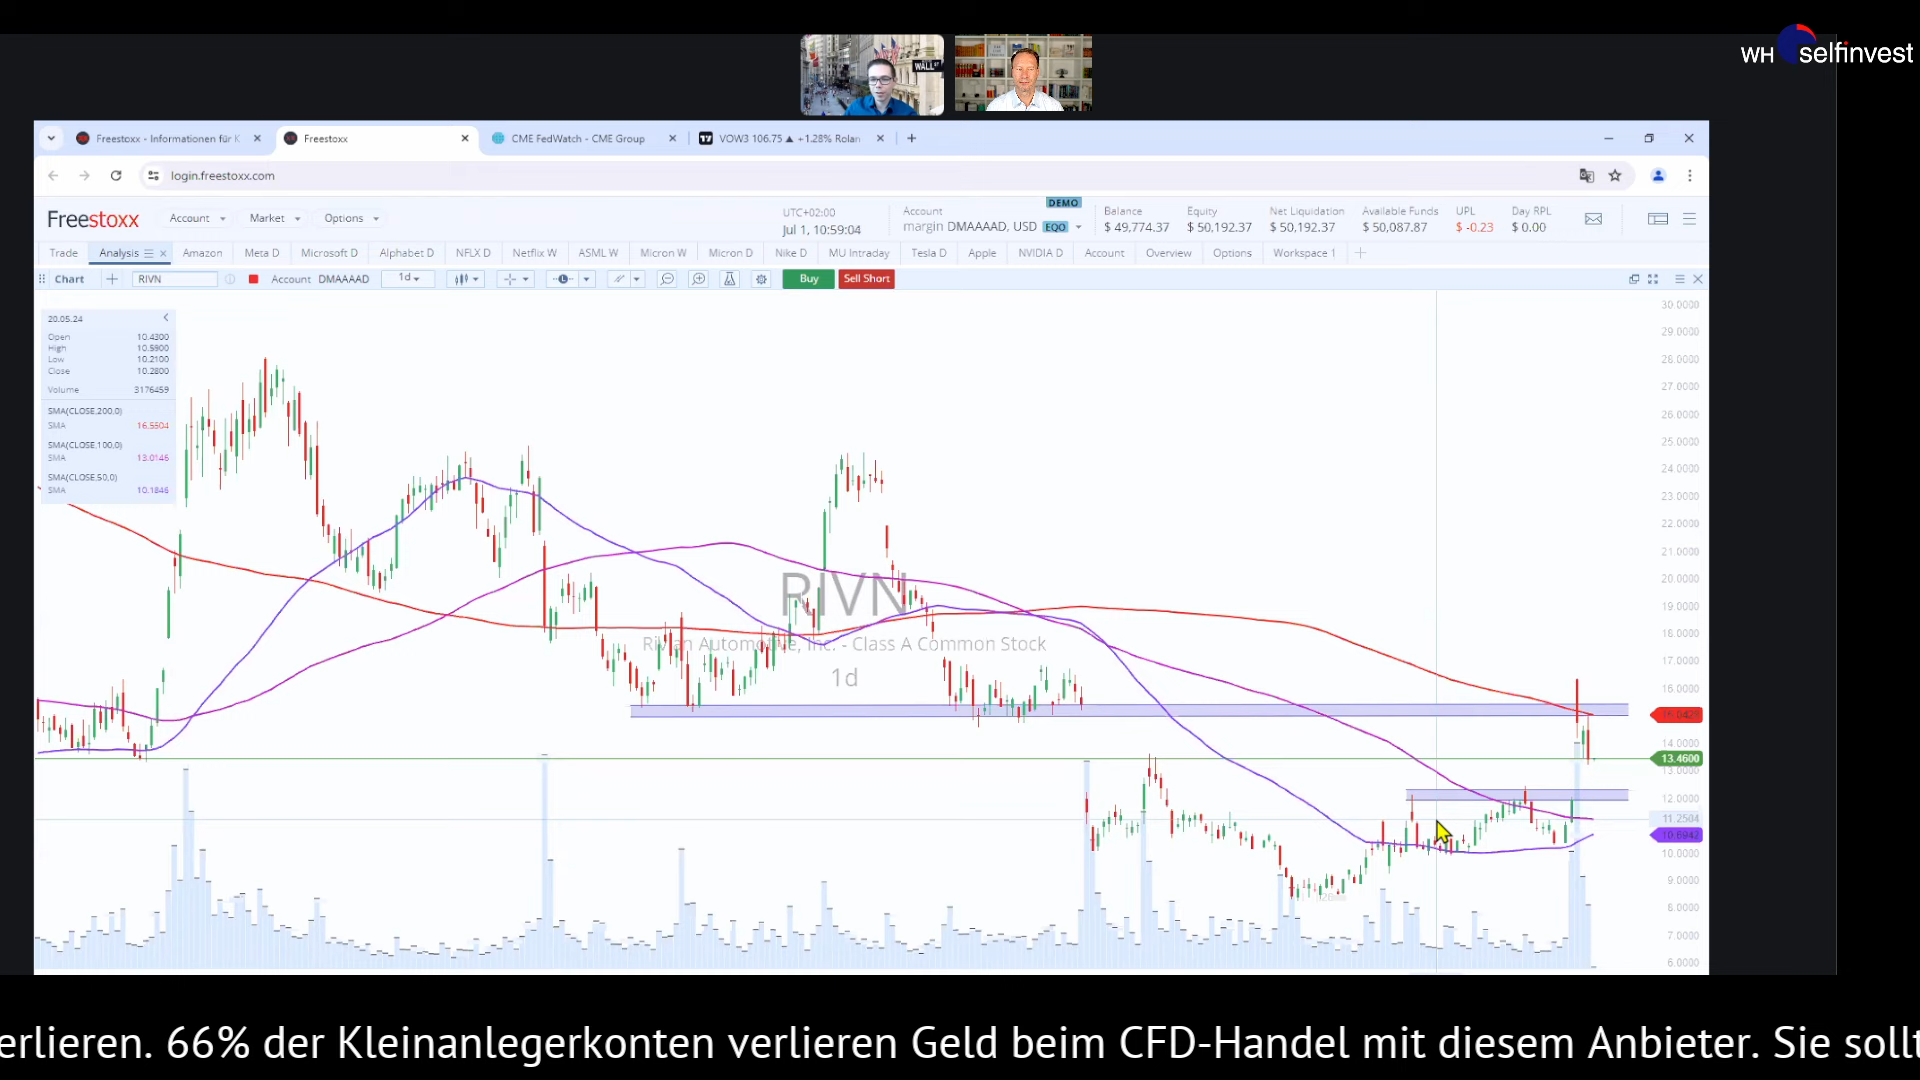 WH selfinvest
WALL ST
Freestoxx - Informationen für K
Freestoxx
CME FedWatch - CME Group
VOW3 106.75 ▲ +1.28% Rolan
login.freestoxx.com
DEMO
Freestoxx
Account
Market
Options
UTC+02:00
Jul 1, 10:59:04
Account
margin DMAAAAD, USD EQO
Balance
$ 49,774.37
Equity
$ 50,192.37
Net Liquidation
$ 50,192.37
Available Funds
$ 50,087.87
UPL
$ -0.23
Day RPL
$ 0.00
Trade
Analysis
Amazon
Meta D
Microsoft D
Alphabet D
NFLX D
Netflix W
ASML W
Micron W
Micron D
Nike D
MU Intraday
Tesla D
Apple
NVIDIA D
Account
Overview
Options
Workspace 1
Chart
RIVN
Account DMAAAAD
1d
Buy
Sell Short
20.05.24
Open 10.4300
High 10.5900
Low 10.2100
Close 10.2800
Volume 3176459
SMA(CLOSE,200,0)
SMA 16.5504
SMA(CLOSE,100,0)
SMA 13.0146
SMA(CLOSE,50,0)
SMA 10.1846
RIVN
Rivian Automotive, Inc. - Class A Common Stock
1d
30.0000
29.0000
28.0000
27.0000
26.0000
25.0000
24.0000
23.0000
22.0000
21.0000
20.0000
19.0000
18.0000
17.0000
16.0000
14.0000
13.4600
13.0000
12.0000
11.2504
10.6942
10.0000
9.0000
8.0000
7.0000
6.0000
erlieren. 66% der Kleinanlegerkonten verlieren Geld beim CFD-Handel mit diesem Anbieter. Sie sollt